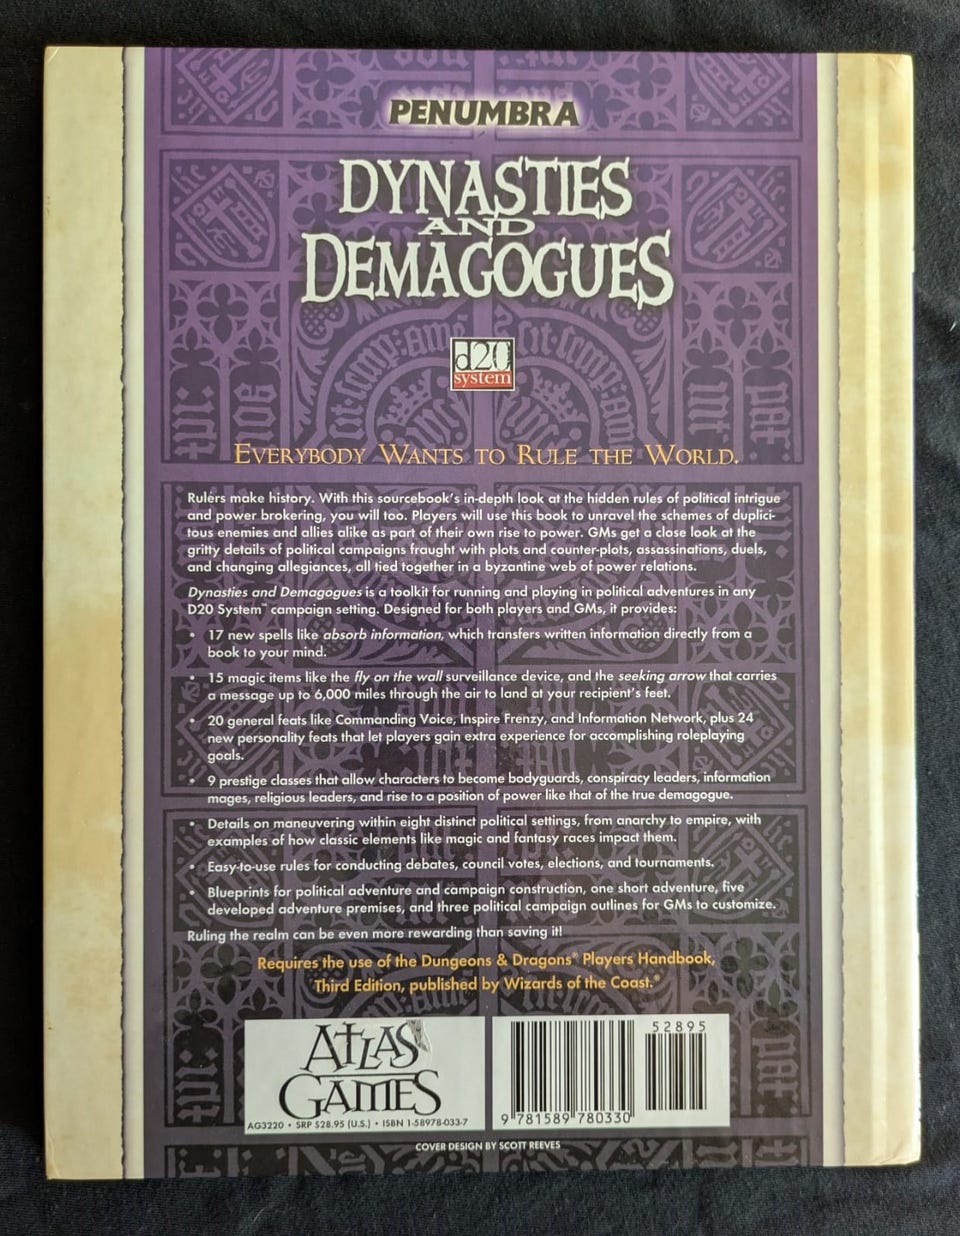 PENUMBRA
DYNASTIES
AND
DEMAGOGUES
d20
system
EVERYBODY WANTS TO RULE THE WORLD.
Rulers make history. With this sourcebook's in-depth look at the hidden rules of political intrigue
and power brokering, you will too. Players will use this book to unravel the schemes of duplici-
tous enemies and allies alike as part of their own rise to power. GMs get a close look at the
gritty details of political campaigns fraught with plots and counter-plots, assassinations, duels,
and changing allegiances, all tied together in a byzantine web of power relations.
Dynasties and Demagogues is a toolkit for running and playing in political adventures in any
D20 System™ campaign setting. Designed for both players and GMs, it provides:
• 17 new spells like absorb information, which transfers written information directly from a
book to your mind.
• 15 magic items like the fly on the wall surveillance device, and the seeking arrow that carries
a message up to 6,000 miles through the air to land at your recipient's feet.
• 20 general feats like Commanding Voice, Inspire Frenzy, and Information Network, plus 24
new personality feats that let players gain extra experience for accomplishing roleplaying
goals.
• 9 prestige classes that allow characters to become bodyguards, conspiracy leaders, information
mages, religious leaders, and rise to a position of power like that of the true demagogue.
• Details on maneuvering within eight distinct political settings, from anarchy to empire, with
examples of how classic elements like magic and fantasy races impact them.
• Easy-to-use rules for conducting debates, council votes, elections, and tournaments.
• Blueprints for political adventure and campaign construction, one short adventure, five
developed adventure premises, and three political campaign outlines for GMs to customize.
Ruling the realm can be even more rewarding than saving it!
Requires the use of the Dungeons & Dragons® Players Handbook,
Third Edition, published by Wizards of the Coast.®
ATLAS
GAMES
AG3220 • SRP $28.95 (U.S.) • ISBN 1-58978-033-7
52895
9 781589 780330
COVER DESIGN BY SCOTT REEVES